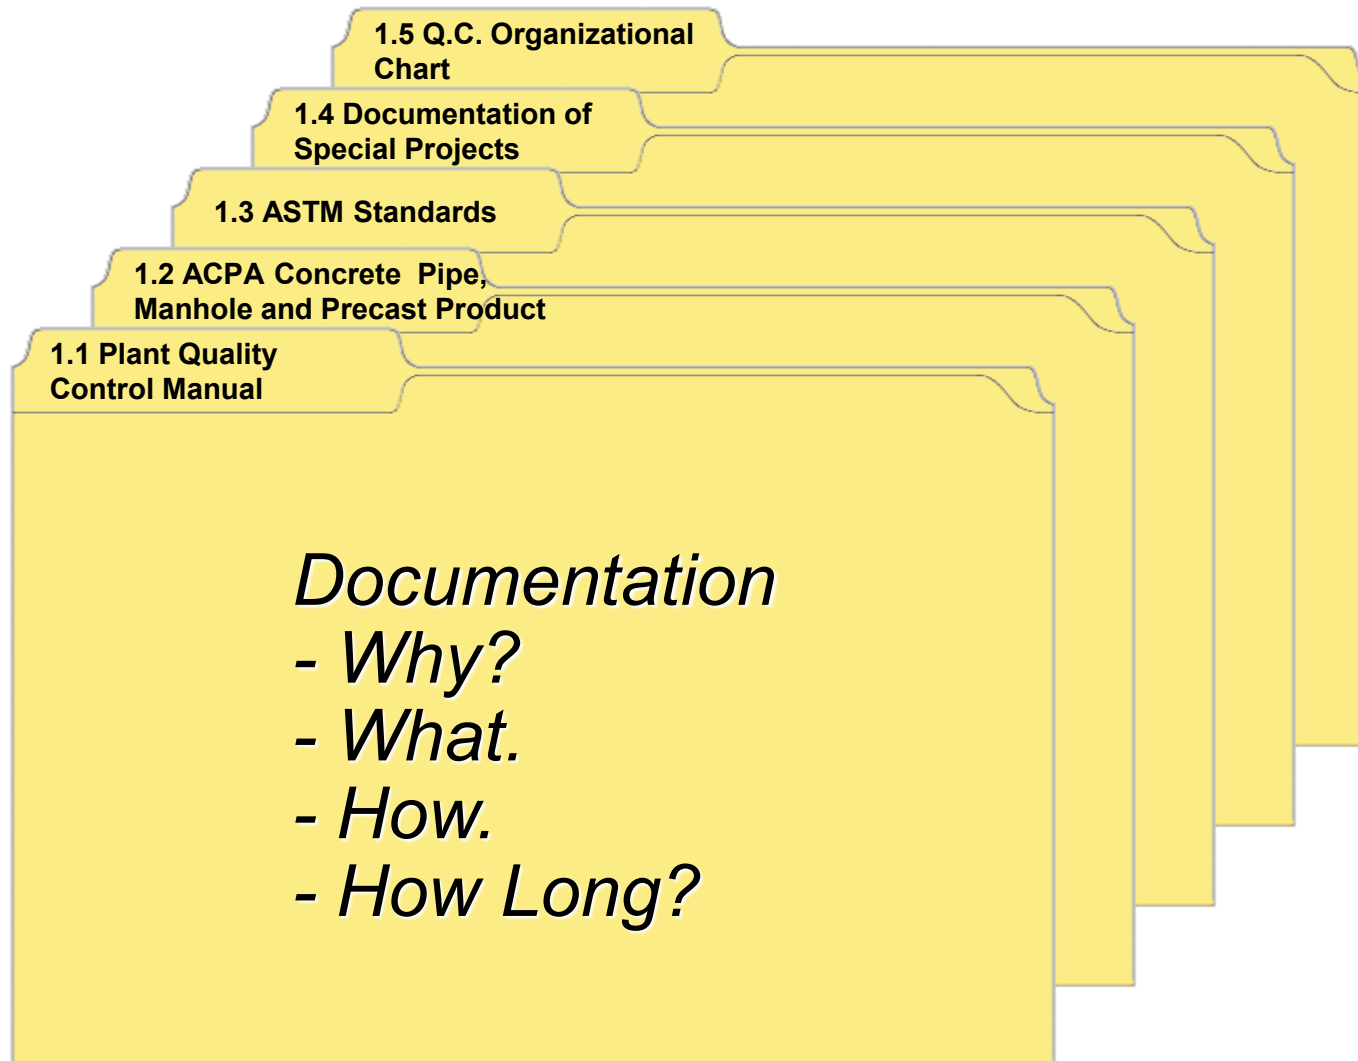 1.5 Q.C. Organizational
Chart
1.4 Documentation of
Special Projects
1.3 ASTM Standards
1.2 ACPA Concrete Pipe,
Manhole and Precast Product
1.1 Plant Quality
Control Manual
Documentation
- Why?
- What.
- How.
- How Long?